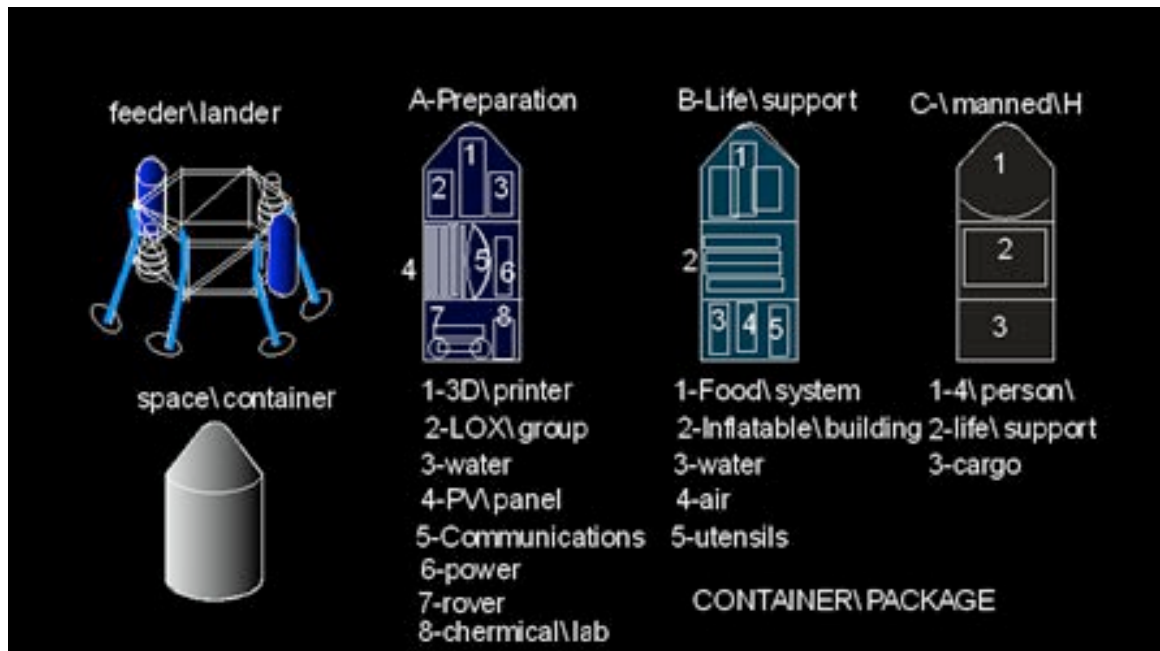 feeder\lander
A-Preparation
B-Life\support
C-\manned\H
1
2
3
4
5
6
7
8
1
2
3
4
5
1
2
3
space\container
1-3D\printer
2-LOX\group
3-water
4-PV\panel
5-Communications
6-power
7-rover
8-chermical\lab
1-Food\system
2-Inflatable\building
3-water
4-air
5-utensils
1-4\person\
2-life\support
3-cargo
CONTAINER\PACKAGE